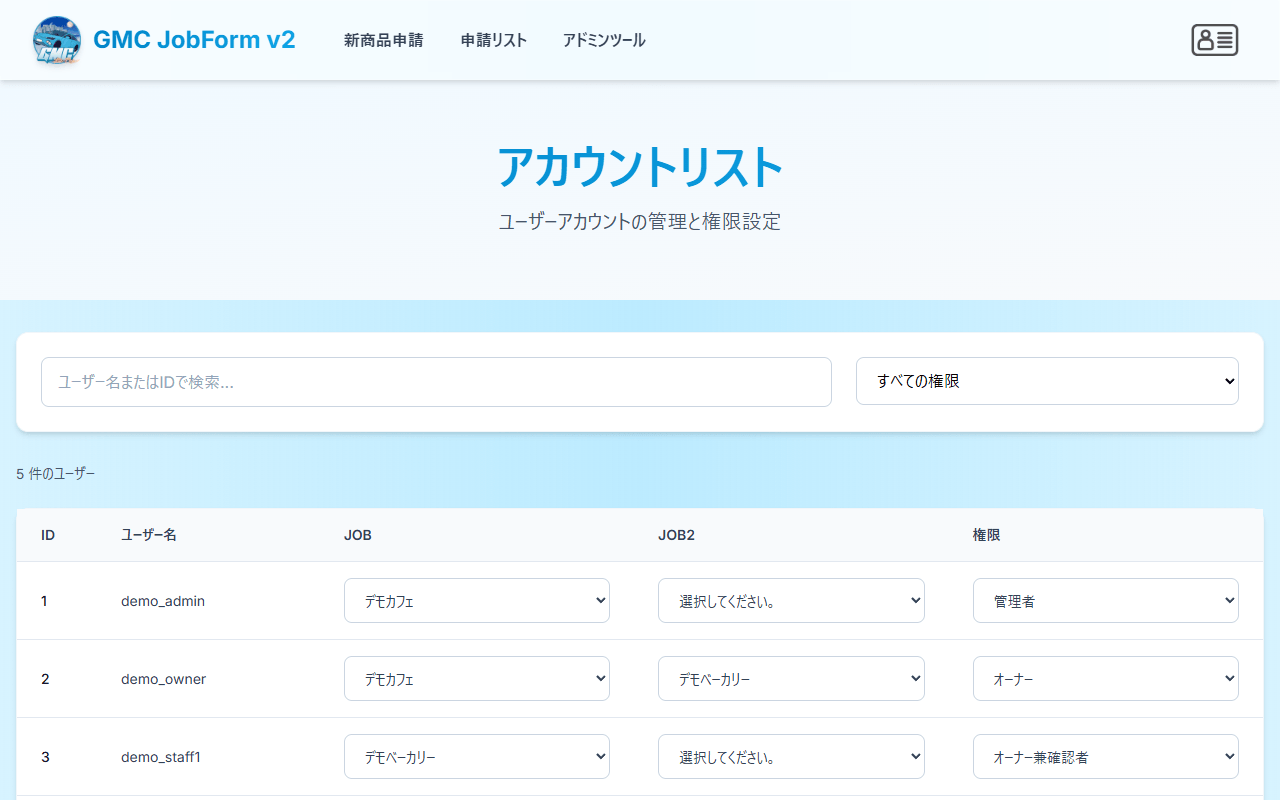 GMC
GMC JobForm v2
新商品申請
申請リスト
アドミンツール
アカウントリスト
ユーザーアカウントの管理と権限設定
ユーザー名またはIDで検索...
すべての権限
5 件のユーザー
ID ユーザー名 JOB JOB2 権限
1 demo_admin デモカフェ 選択してください。 管理者
2 demo_owner デモカフェ デモベーカリー オーナー
3 demo_staff1 デモベーカリー 選択してください。 オーナー兼確認者